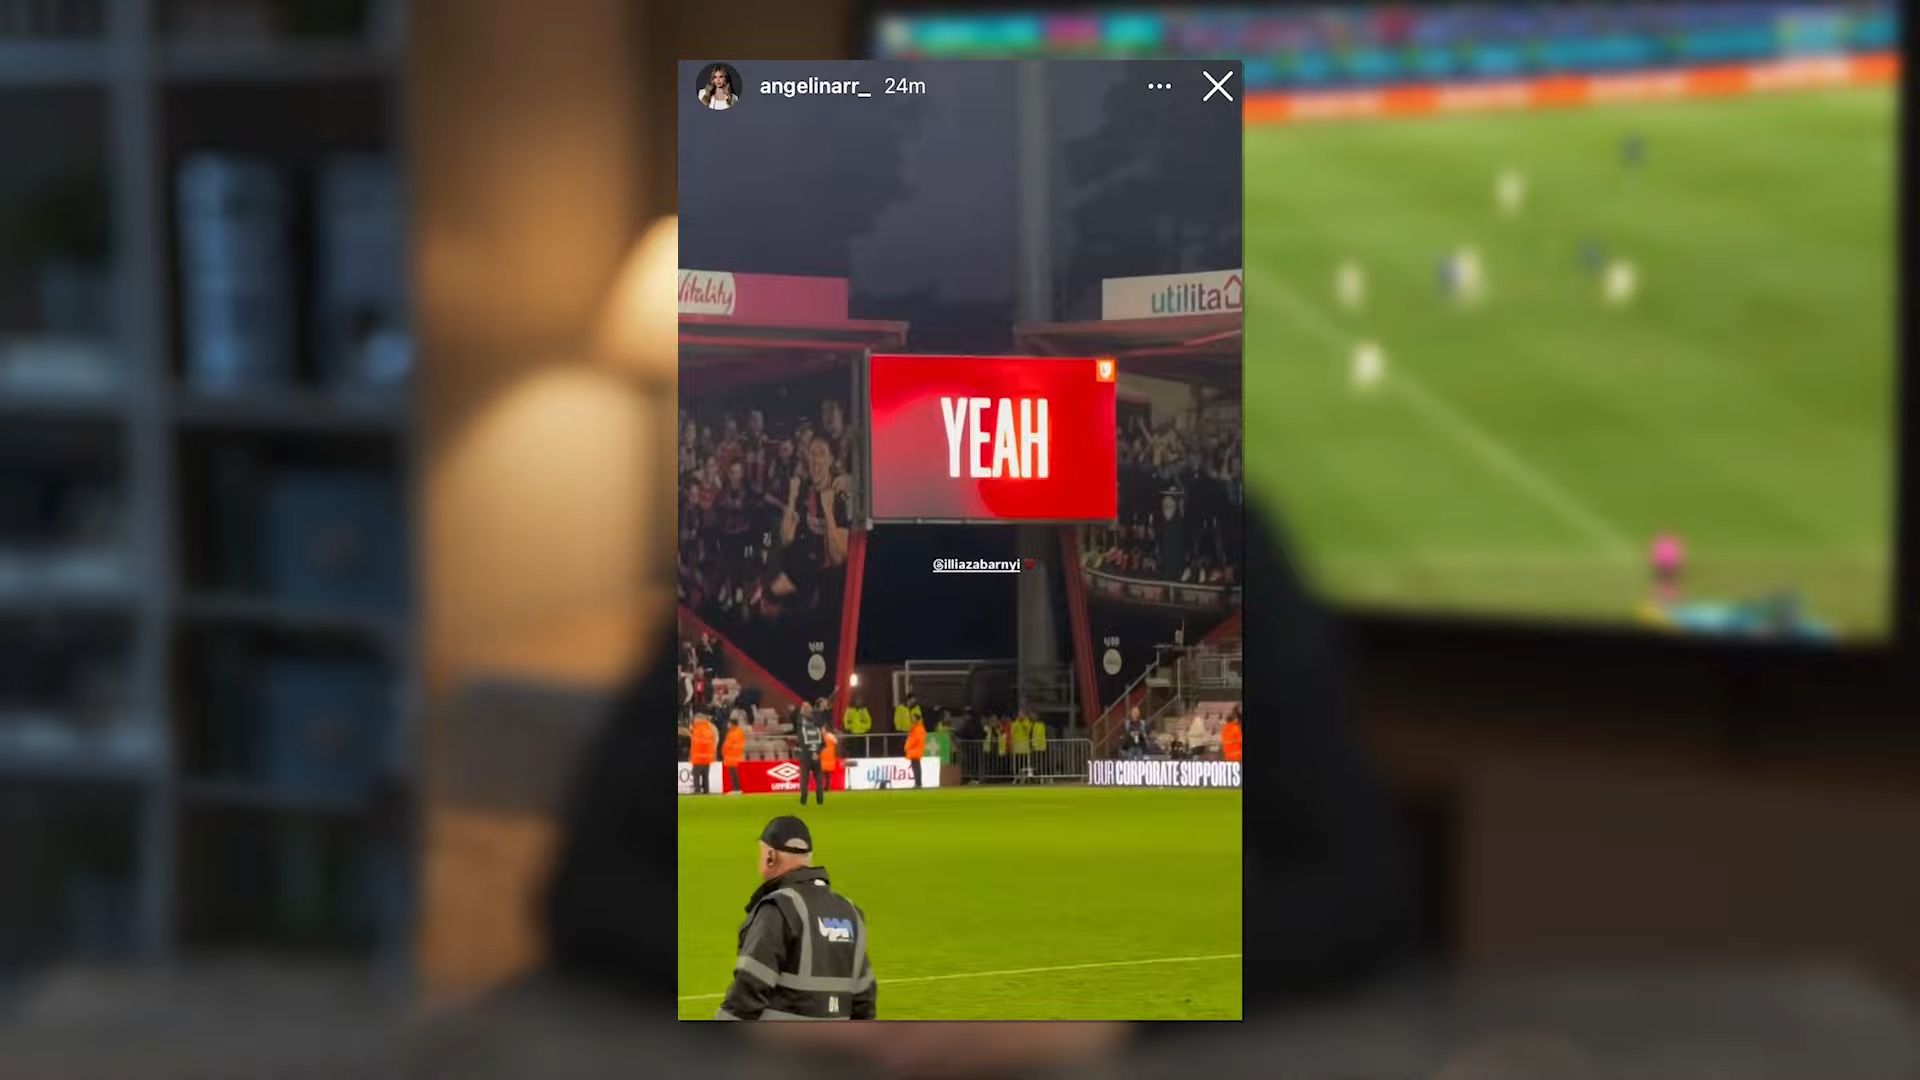 angelinarr_ 24m
Vitality
utilita
YEAH
@illiazabarnyi
umbro
utilita
OUR CORPORATE SUPPORTS